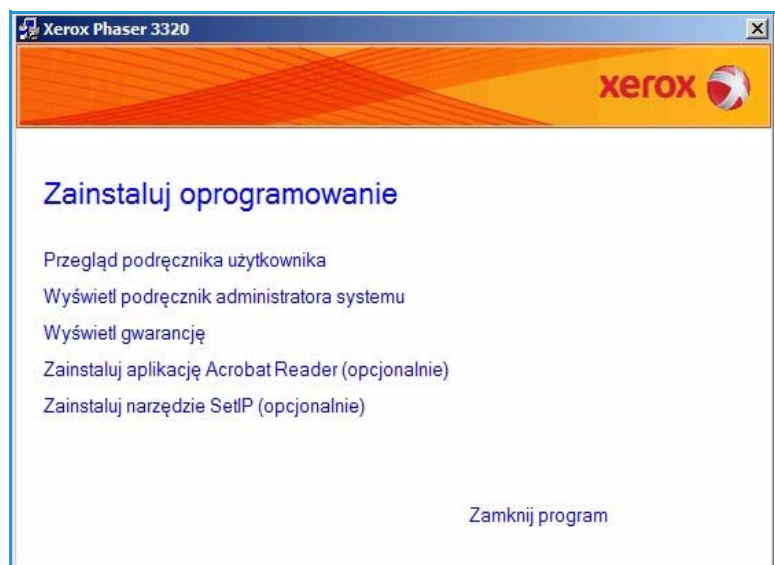 Xerox Phaser 3320
xerox
Zainstaluj oprogramowanie
Przegląd podręcznika użytkownika
Wyświetl podręcznik administratora systemu
Wyświetl gwarancję
Zainstaluj aplikację Acrobat Reader (opcjonalnie)
Zainstaluj narzędzie SetIP (opcjonalnie)
Zamknij program